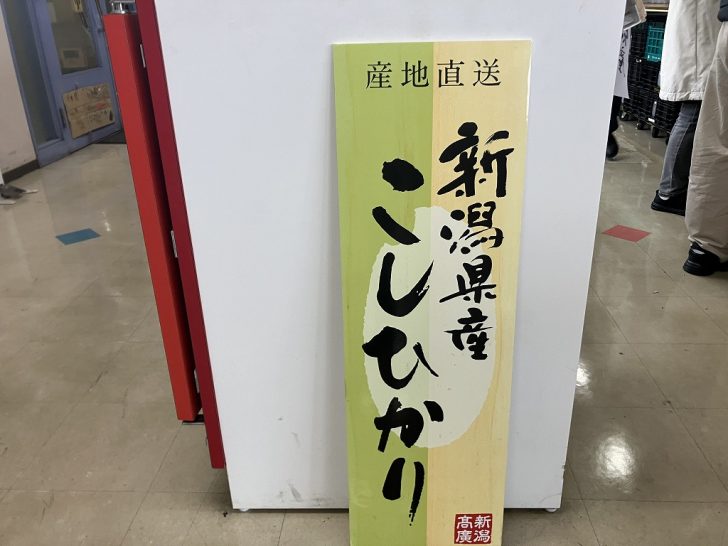 産地直送
新潟県産
こしひかり
新潟
高廣